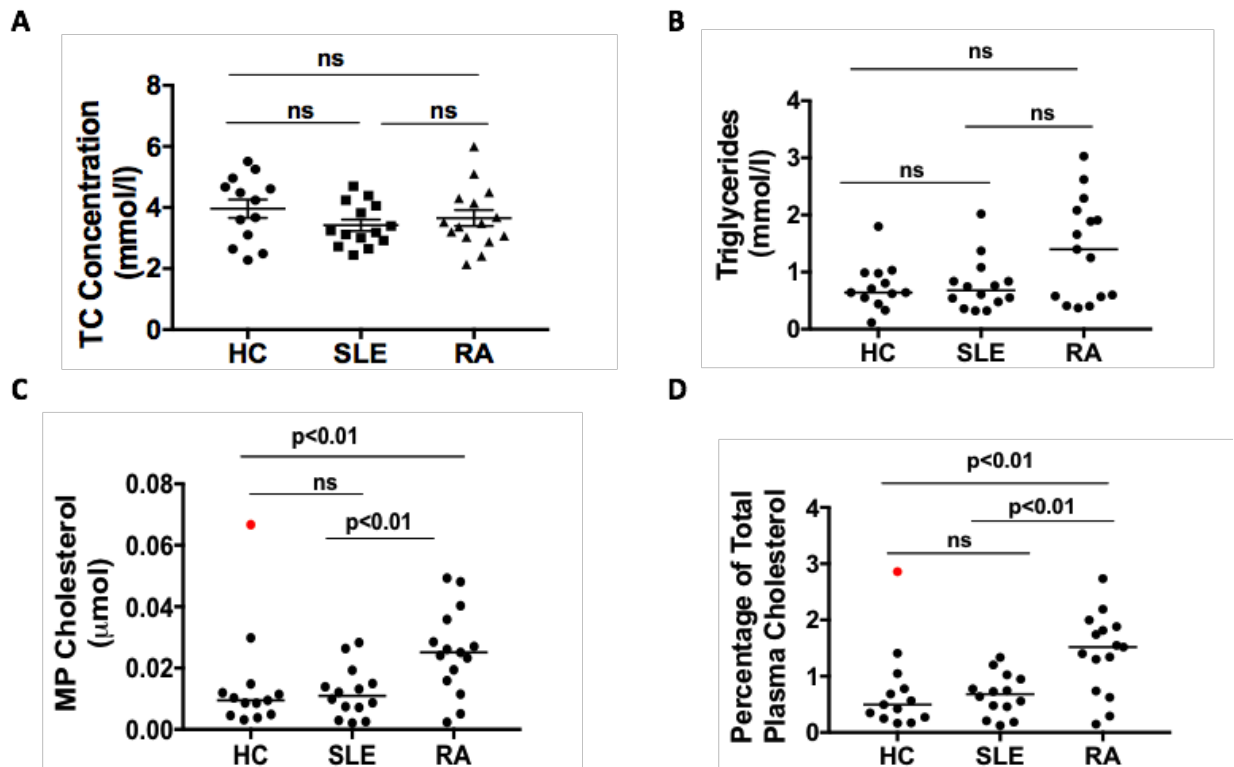 A
ns
ns
ns
8
6
4
2
0
TC Concentration
(mmol/l)
HC
SLE
RA
B
ns
ns
ns
4
3
2
1
0
Triglycerides
(mmol/l)
HC
SLE
RA
C
p<0.01
ns
p<0.01
0.08
0.06
0.04
0.02
0.00
MP Cholesterol
(μmol)
HC
SLE
RA
D
p<0.01
p<0.01
ns
4
3
2
1
0
Percentage of Total
Plasma Cholesterol
HC
SLE
RA